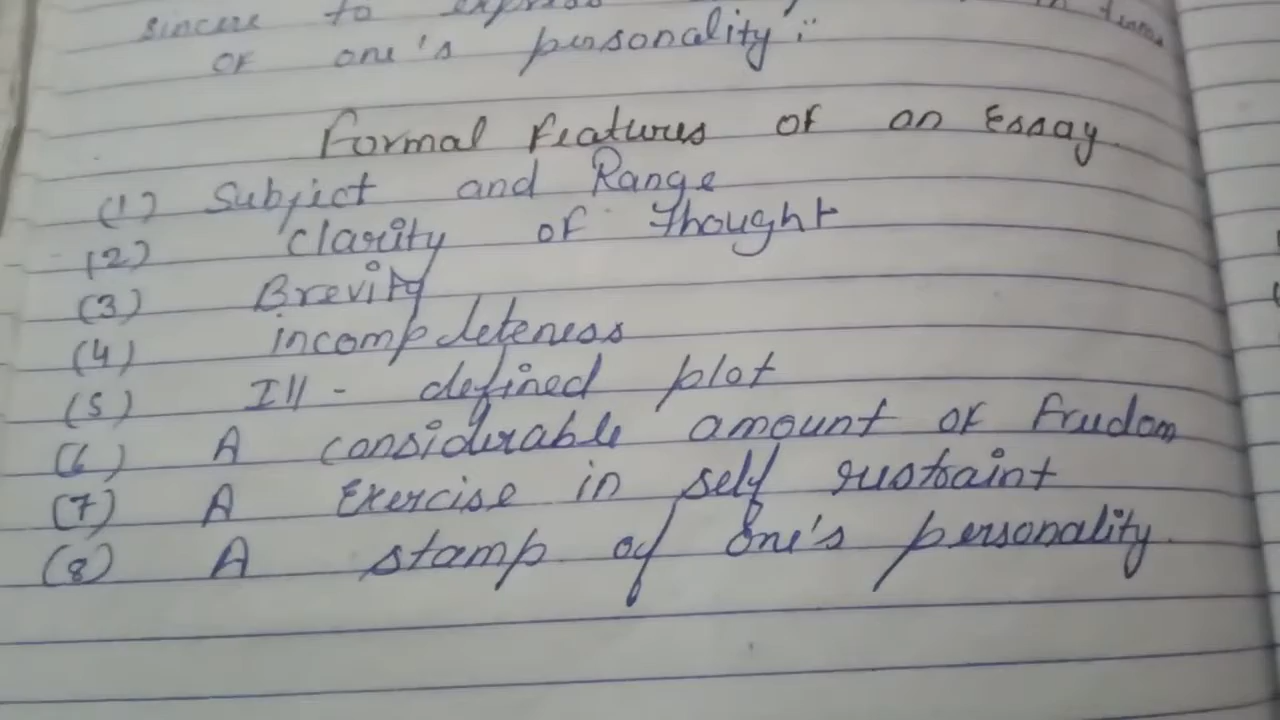 sincere to express
of one's personality".
Formal Features of an Essay
(1) Subject and Range
(2) Clarity of Thought
(3) Brevity
(4) incompleteness
(5) Ill - defined plot
(6) A considerable amount of Freedom
(7) A Exercise in self restraint
(8) A stamp of One's personality.